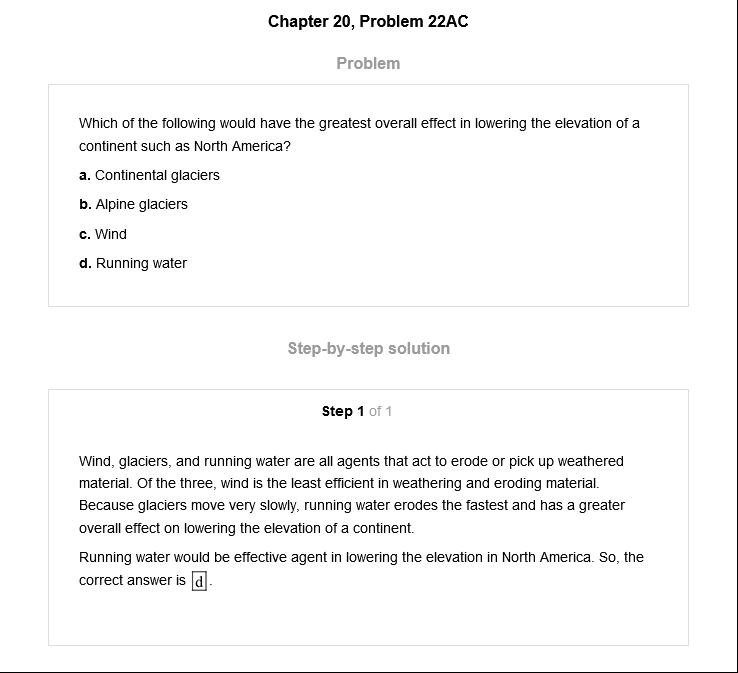 Chapter 20, Problem 22AC
Problem
Which of the following would have the greatest overall effect in lowering the elevation of a
continent such as North America?
a. Continental glaciers
b. Alpine glaciers
c. Wind
d. Running water
Step-by-step solution
Step 1 of 1
Wind, glaciers, and running water are all agents that act to erode or pick up weathered
material. Of the three, wind is the least efficient in weathering and eroding material.
Because glaciers move very slowly, running water erodes the fastest and has a greater
overall effect on lowering the elevation of a continent.
Running water would be effective agent in lowering the elevation in North America. So, the
correct answer is d.